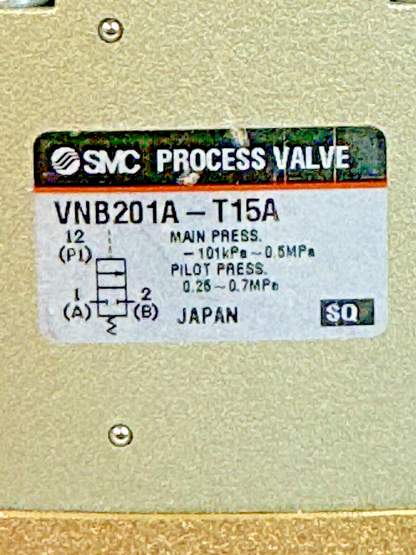 SMC PROCESS VALVE
VNB201A-T15A
12
(P1)
MAIN PRESS.
-101kPa~0.5MPa
PILOT PRESS.
0.25~0.7MPa
1 2
(A) (B)
JAPAN
SQ